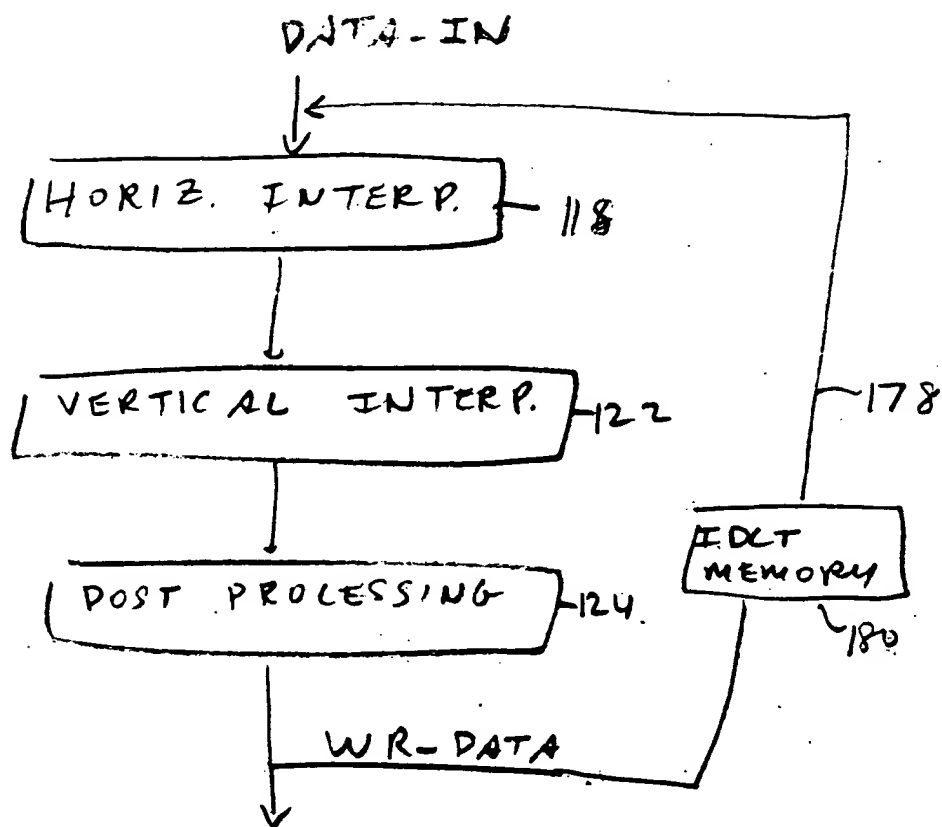 DATA-IN
HORIZ. INTERP.
118
VERTICAL INTERP.
122
178
IDCT
MEMORY
POST PROCESSING
124
180
WR-DATA